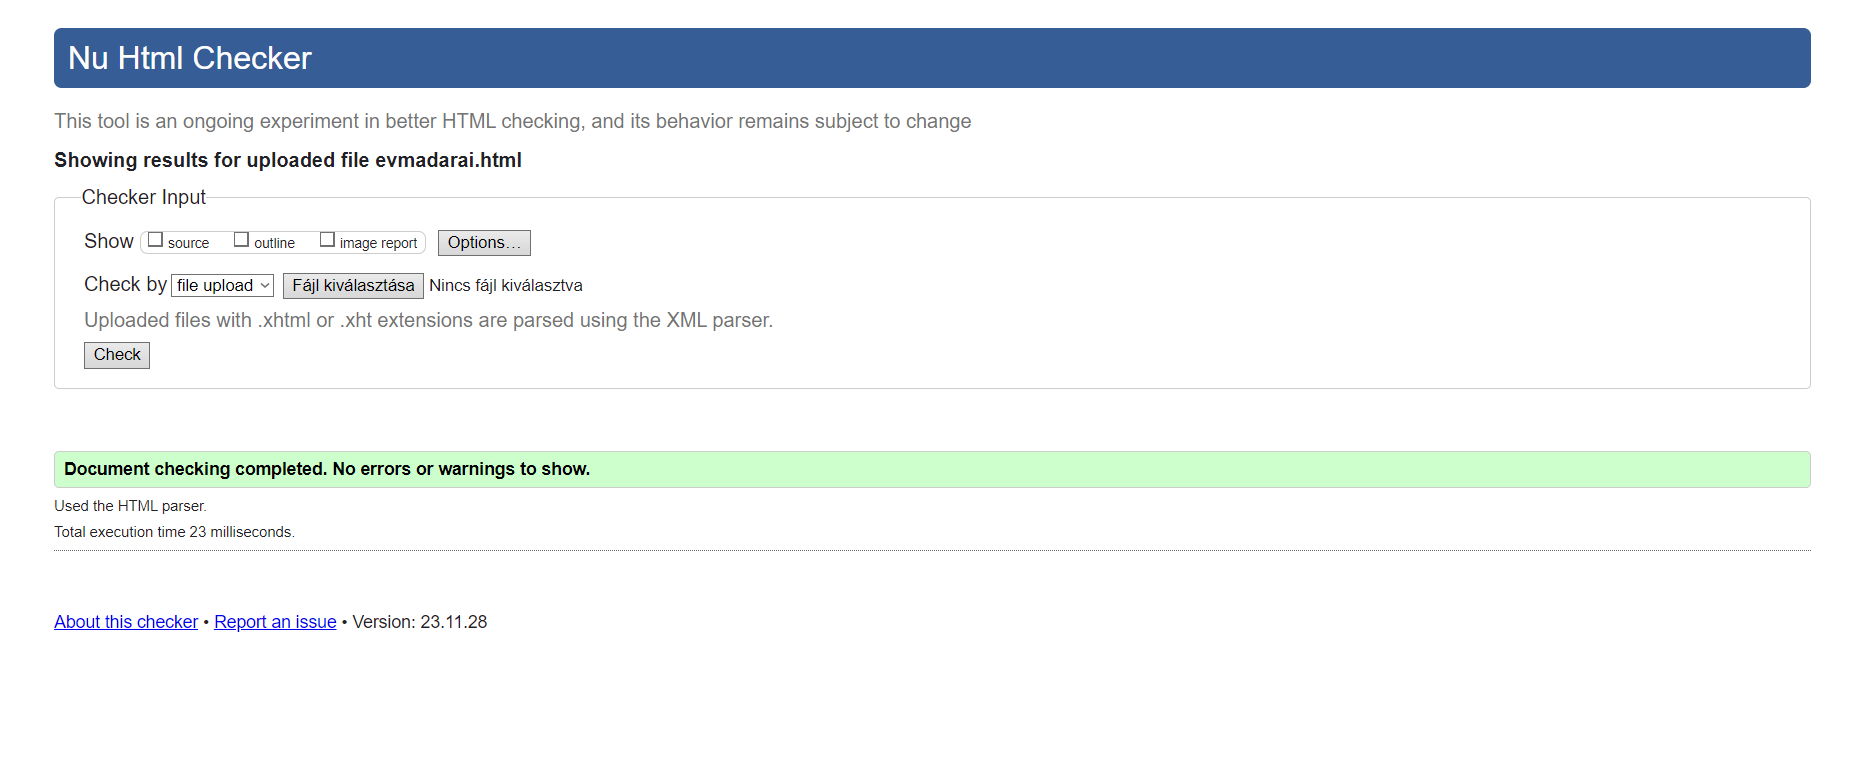 Nu Html Checker
This tool is an ongoing experiment in better HTML checking, and its behavior remains subject to change
Showing results for uploaded file evmadarai.html
Checker Input
Show source outline image report Options…
Check by file upload Fájl kiválasztása Nincs fájl kiválasztva
Uploaded files with .xhtml or .xht extensions are parsed using the XML parser.
Check
Document checking completed. No errors or warnings to show.
Used the HTML parser.
Total execution time 23 milliseconds.
About this checker • Report an issue • Version: 23.11.28